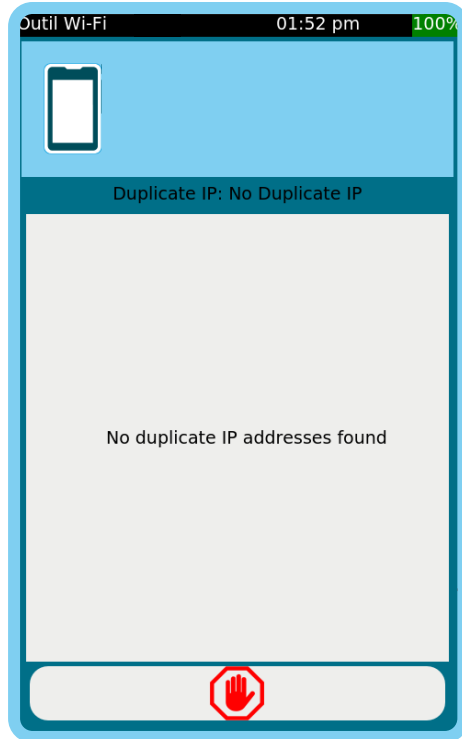 Outil Wi-Fi 01:52 pm 100%
Duplicate IP: No Duplicate IP
No duplicate IP addresses found